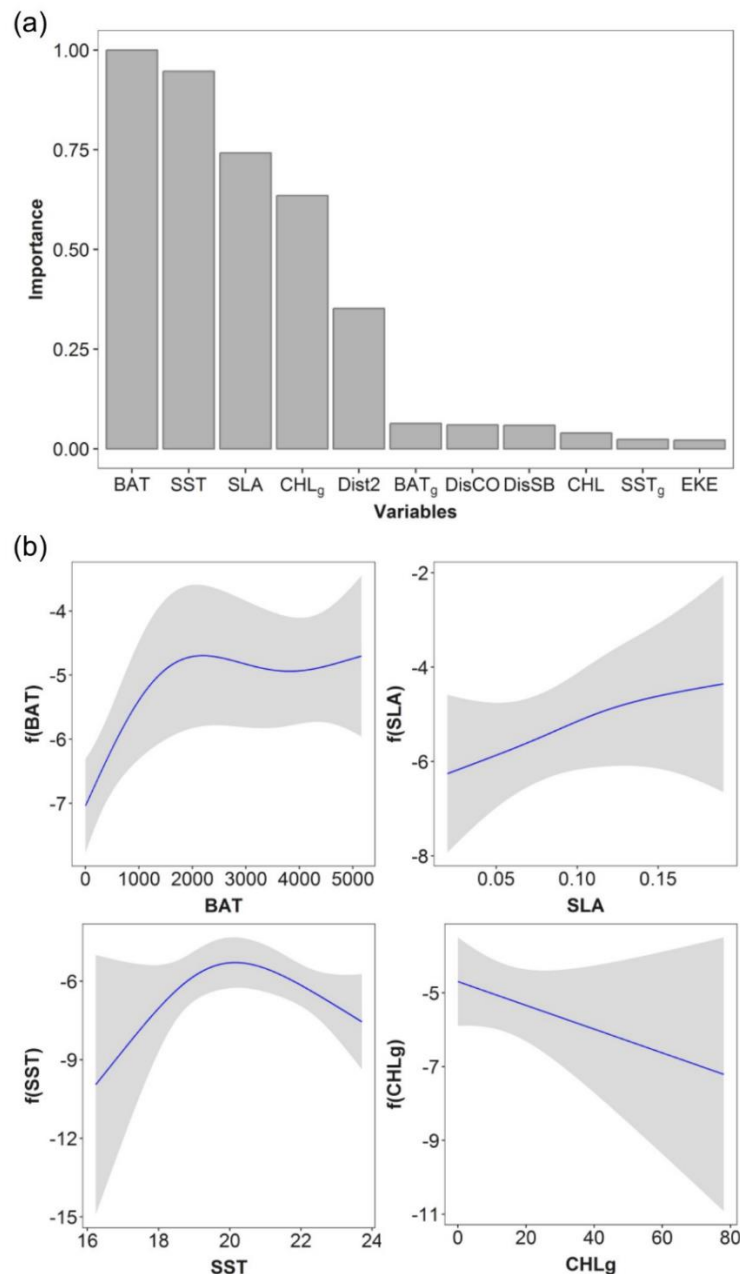 (a)
1.00
0.75
0.50
0.25
0.00
Importance
BAT SST SLA CHLg Dist2 BATg DisCO DisSB CHL SSTg EKE
Variables
(b)
-4
-5
-6
-7
f(BAT)
0 1000 2000 3000 4000 5000
BAT
-2
-4
-6
-8
f(SLA)
0.05 0.10 0.15
SLA
-6
-9
-12
-15
f(SST)
16 18 20 22 24
SST
-5
-7
-9
-11
f(CHLg)
0 20 40 60 80
CHLg